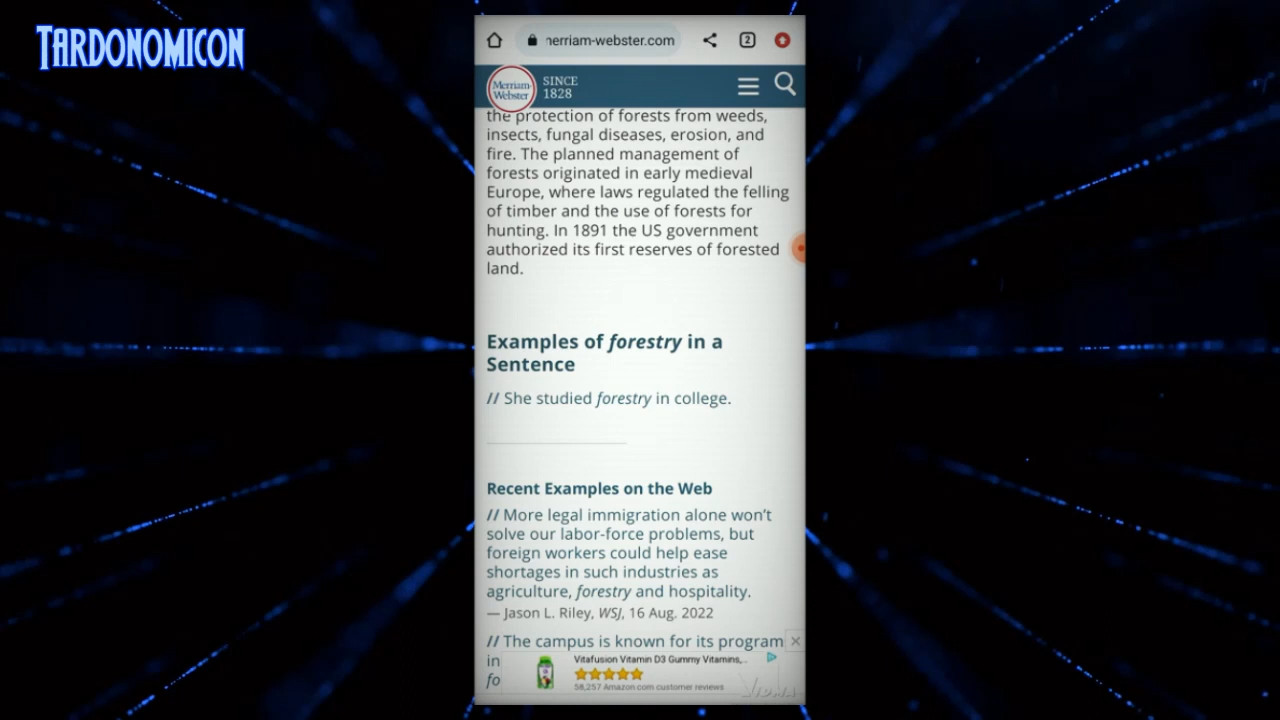 TARDONOMICON
merriam-webster.com
2
Merriam-
Webster
SINCE
1828
the protection of forests from weeds,
insects, fungal diseases, erosion, and
fire. The planned management of
forests originated in early medieval
Europe, where laws regulated the felling
of timber and the use of forests for
hunting. In 1891 the US government
authorized its first reserves of forested
land.
Examples of forestry in a
Sentence
// She studied forestry in college.
Recent Examples on the Web
// More legal immigration alone won't
solve our labor-force problems, but
foreign workers could help ease
shortages in such industries as
agriculture, forestry and hospitality.
— Jason L. Riley, WSJ, 16 Aug. 2022
// The campus is known for its program
in
fo
Vitafusion Vitamin D3 Gummy Vitamins,..
58,257 Amazon.com customer reviews